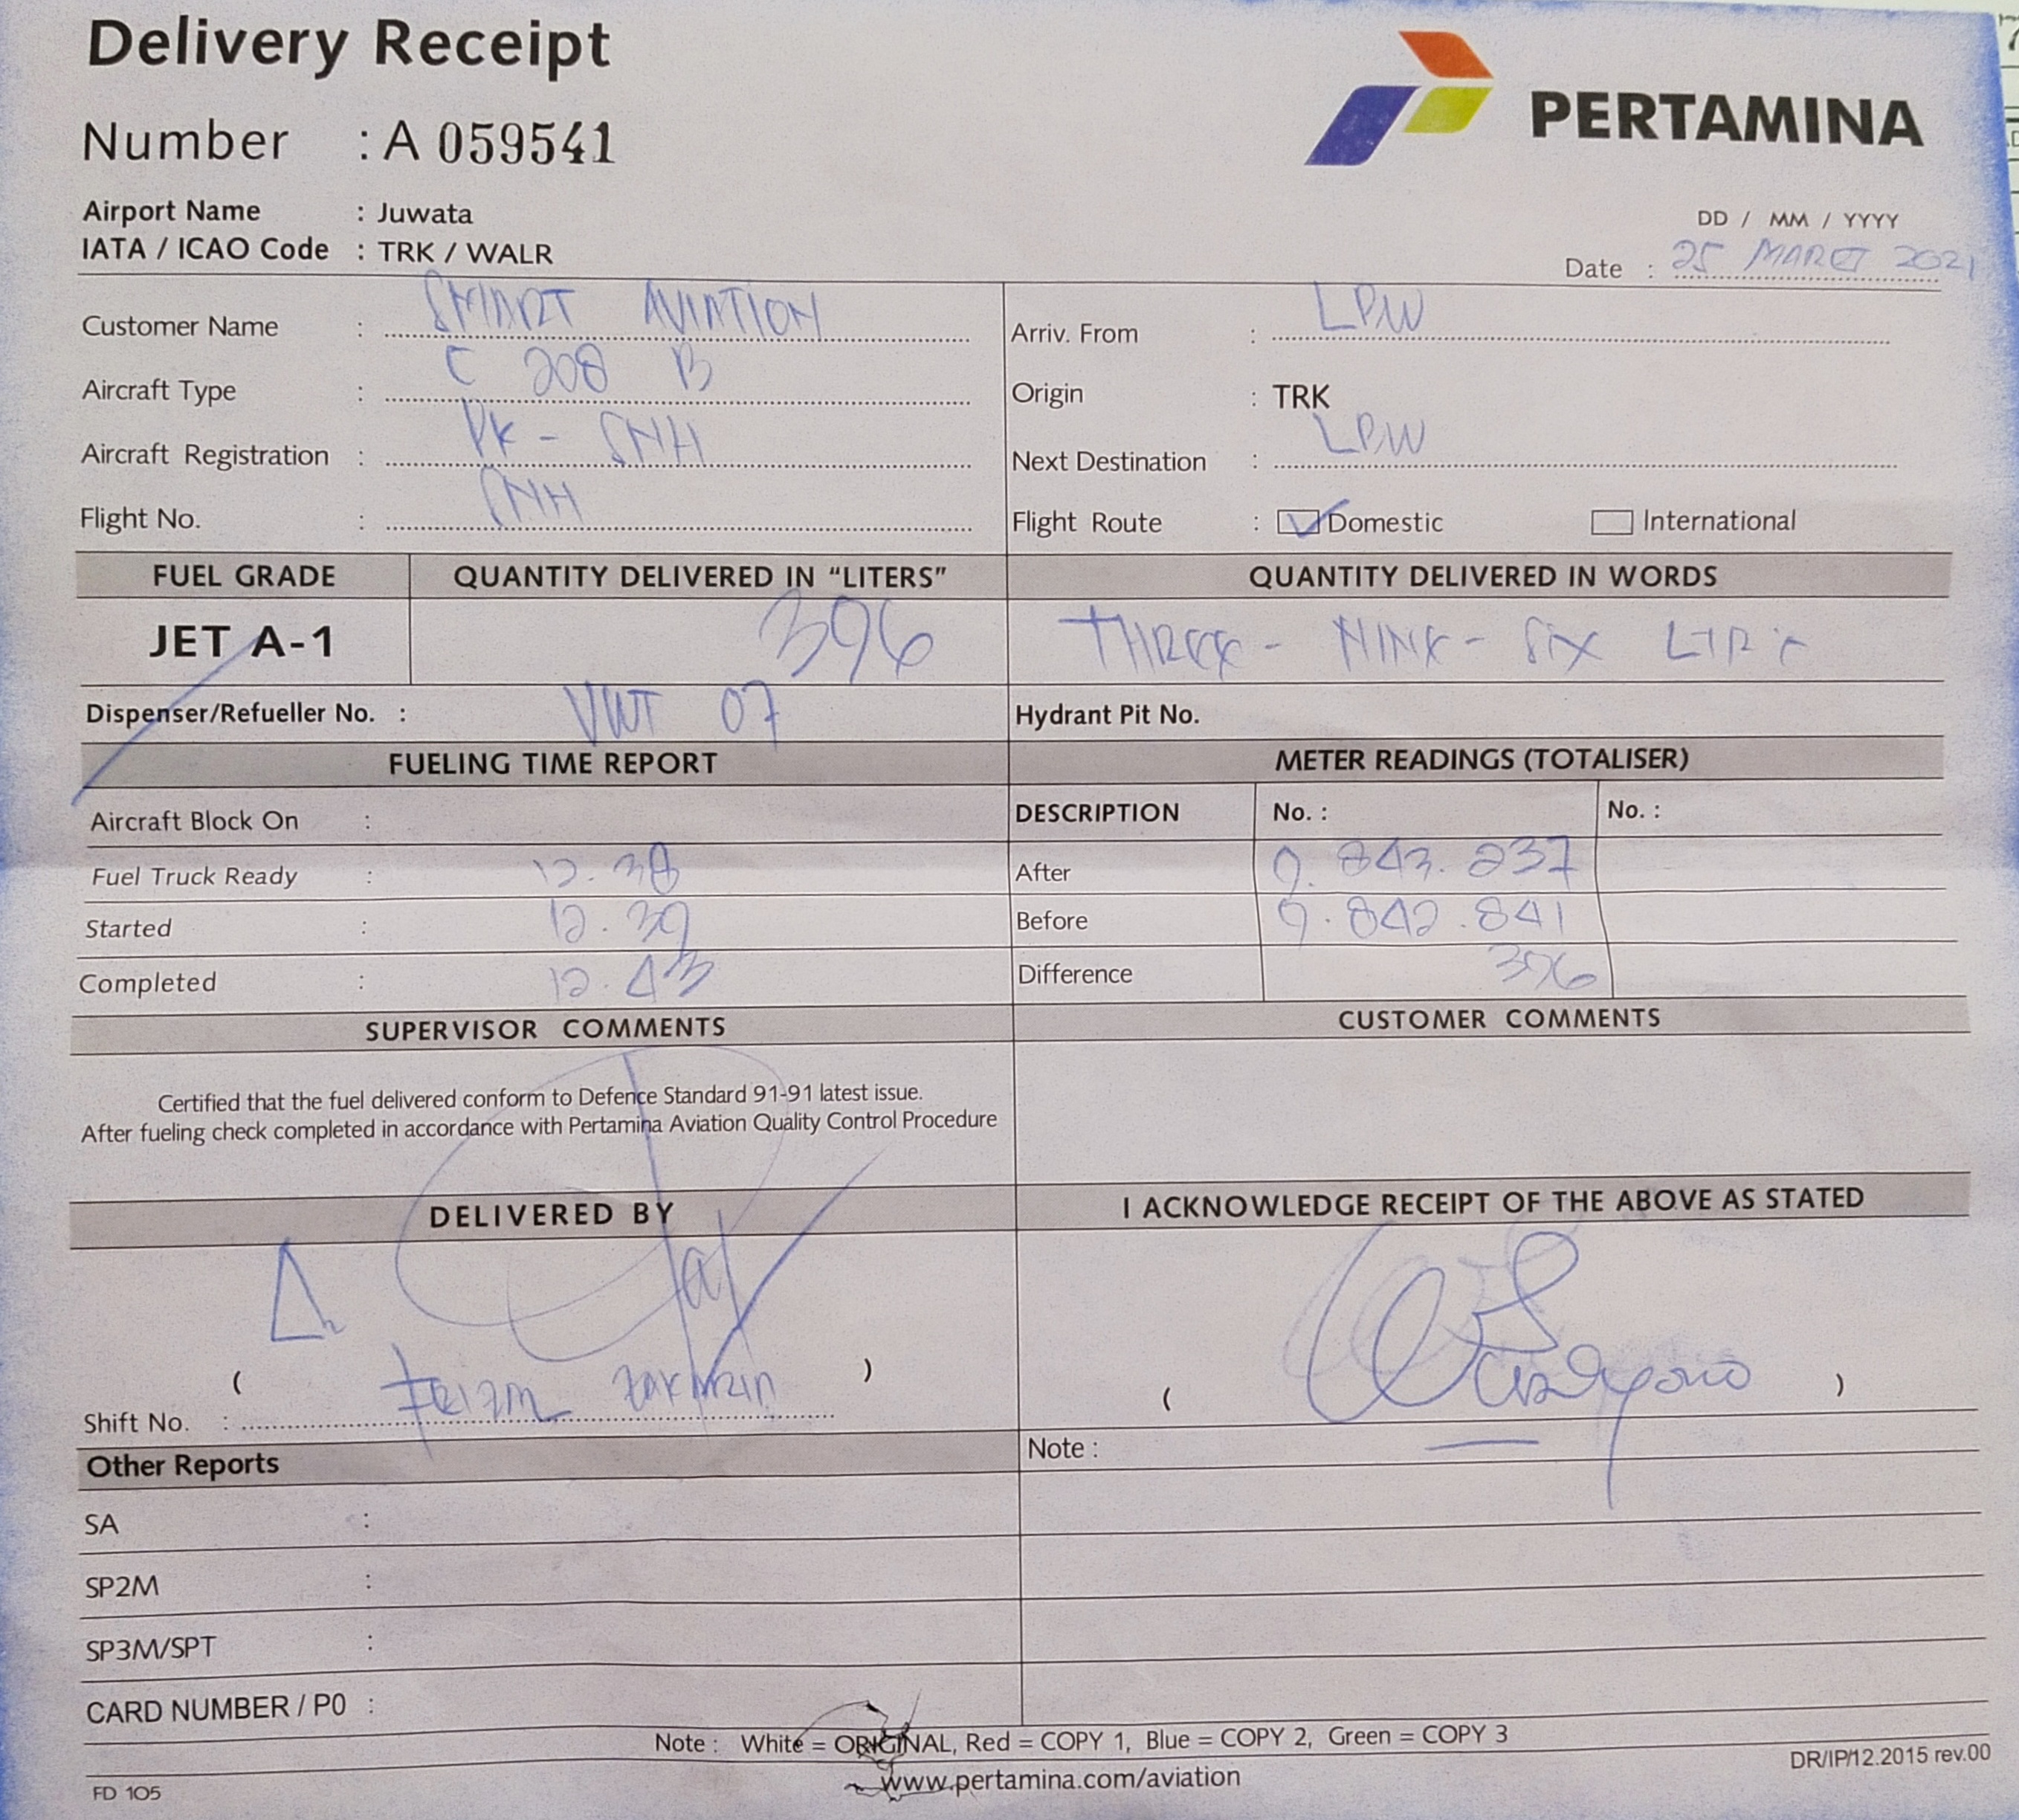 Delivery Receipt
Number : A 059541
PERTAMINA
Airport Name : Juwata
IATA / ICAO Code : TRK / WALR
DD / MM / YYYY
Date : 25 MARET 2021
Customer Name : SMART AVIATION
Arriv. From : LPW
Aircraft Type : C 208 B
Origin : TRK
Aircraft Registration : PK - SNH
Next Destination : LPW
Flight No. : SNH
Flight Route : Domestic International
FUEL GRADE QUANTITY DELIVERED IN “LITERS” QUANTITY DELIVERED IN WORDS
JET A-1 396 THREE - NINE - SIX
Dispenser/Refueller No. : VWT 07 Hydrant Pit No.
FUELING TIME REPORT METER READINGS (TOTALISER)
Aircraft Block On : DESCRIPTION No. : No. :
Fuel Truck Ready : 12.38 After 9.843.237
Started : 12.39 Before 9.842.841
Completed : 12.43 Difference 396
SUPERVISOR COMMENTS CUSTOMER COMMENTS
Certified that the fuel delivered conform to Defence Standard 91-91 latest issue.
After fueling check completed in accordance with Pertamina Aviation Quality Control Procedure
DELIVERED BY I ACKNOWLEDGE RECEIPT OF THE ABOVE AS STATED
( )
( )
Shift No. :
Other Reports Note :
SA :
SP2M :
SP3M/SPT :
CARD NUMBER / P0 :
Note : White = ORIGINAL, Red = COPY 1, Blue = COPY 2, Green = COPY 3
www.pertamina.com/aviation
DR/IP/12.2015 rev.00
FD 105